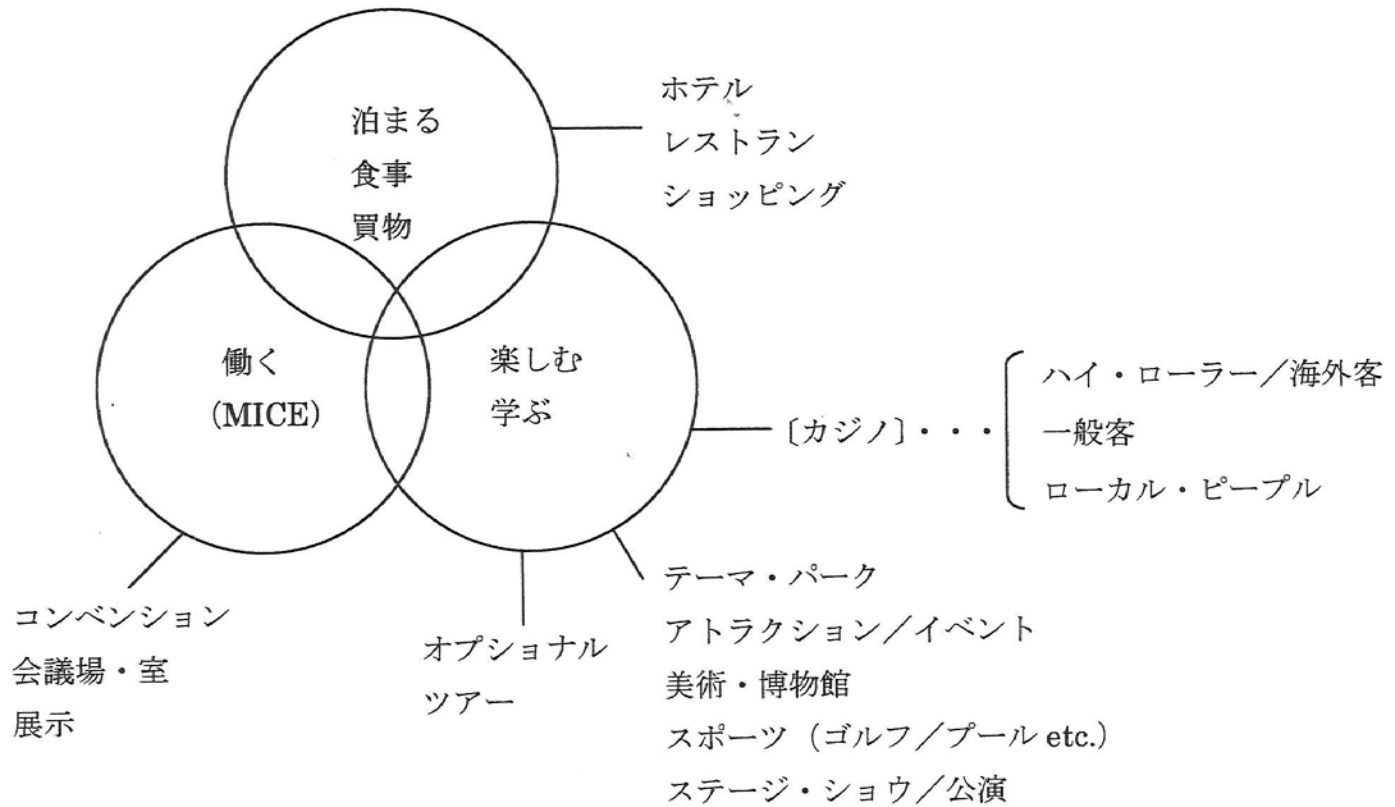 泊まる
食事
買物
ホテル
レストラン
ショッピング
働く
(MICE)
楽しむ
学ぶ
〔カジノ〕・・・
ハイ・ローラー／海外客
一般客
ローカル・ピープル
コンベンション
会議場・室
展示
オプショナル
ツアー
テーマ・パーク
アトラクション／イベント
美術・博物館
スポーツ（ゴルフ／プール etc.）
ステージ・ショウ／公演